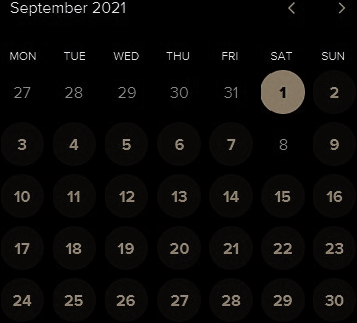 September 2021
MON TUE WED THU FRI SAT SUN
27 28 29 30 31 1 2
3 4 5 6 7 8 9
10 11 12 13 14 15 16
17 18 19 20 21 22 23
24 25 26 27 28 29 30